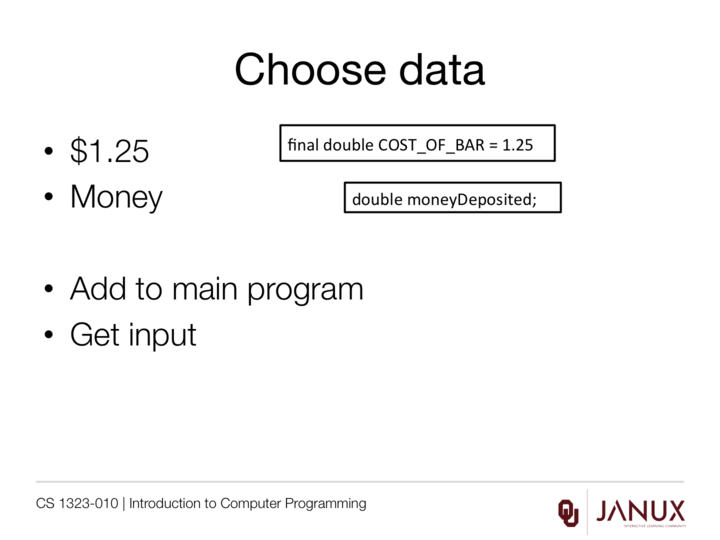 Choose data
• $1.25
final double COST_OF_BAR = 1.25
• Money
double moneyDeposited;
• Add to main program
• Get input
CS 1323-010 | Introduction to Computer Programming
OU
JANUX
INTERACTIVE LEARNING COMMUNITY